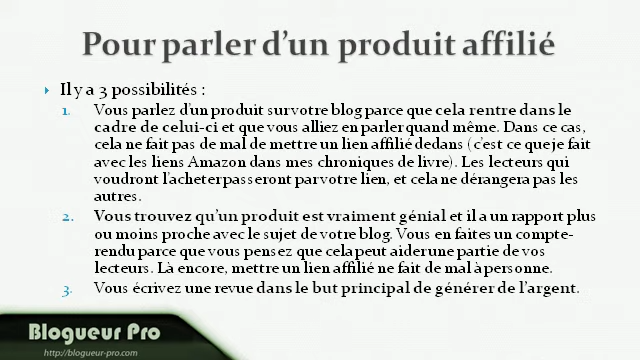 Pour parler d'un produit affilié
Il y a 3 possibilités :
1. Vous parlez d'un produit sur votre blog parce que cela rentre dans le
cadre de celui-ci et que vous alliez en parler quand même. Dans ce cas,
cela ne fait pas de mal de mettre un lien affilié dedans (c'est ce que je fait
avec les liens Amazon dans mes chroniques de livre). Les lecteurs qui
voudront l'acheter passeront par votre lien, et cela ne dérangera pas les
autres.
2. Vous trouvez qu'un produit est vraiment génial et il a un rapport plus
ou moins proche avec le sujet de votre blog. Vous en faites un compte-
rendu parce que vous pensez que cela peut aider une partie de vos
lecteurs. Là encore, mettre un lien affilié ne fait de mal à personne.
3. Vous écrivez une revue dans le but principal de générer de l'argent.
Blogueur Pro
http://blogueur-pro.com